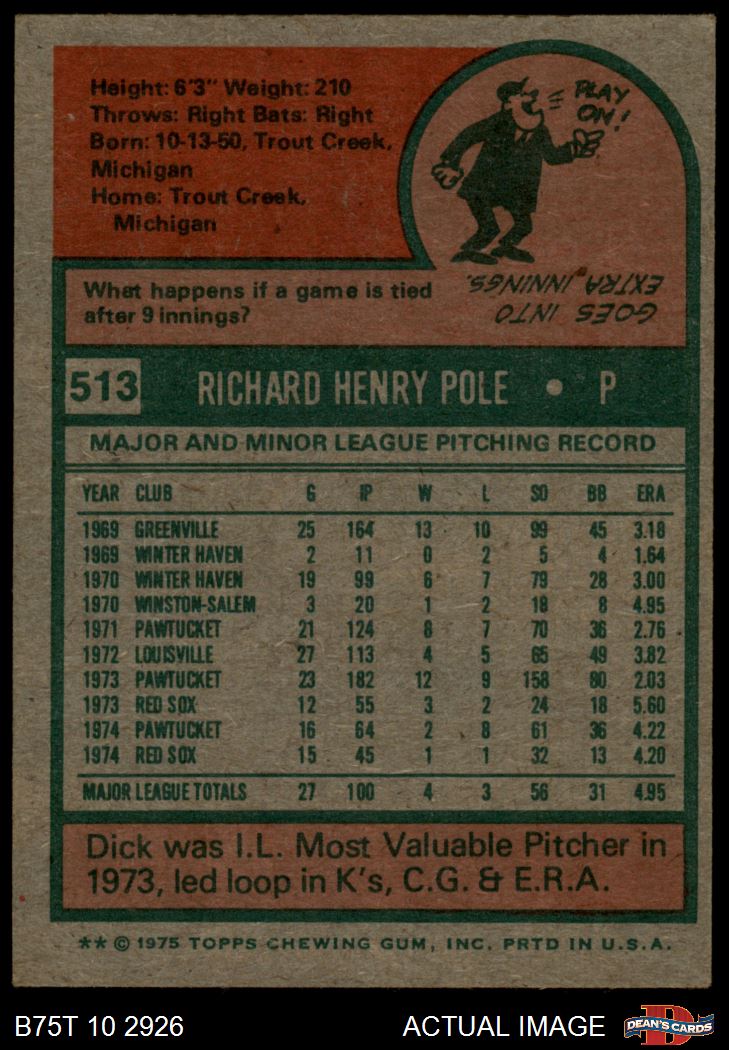 Height: 6'3" Weight: 210
Throws: Right Bats: Right
Born: 10-13-50, Trout Creek,
Michigan
Home: Trout Creek,
Michigan
PLAY
ON!
What happens if a game is tied
after 9 innings?
GOES INTO
EXTRA INNINGS.
513 RICHARD HENRY POLE • P
MAJOR AND MINOR LEAGUE PITCHING RECORD
YEAR CLUB G IP W L SO BB ERA
1969 GREENVILLE 25 164 13 10 99 45 3.18
1969 WINTER HAVEN 2 11 0 2 5 4 1.64
1970 WINTER HAVEN 19 99 6 7 79 28 3.00
1970 WINSTON-SALEM 3 20 1 2 18 8 4.95
1971 PAWTUCKET 21 124 8 7 70 36 2.76
1972 LOUISVILLE 27 113 4 5 65 49 3.82
1973 PAWTUCKET 23 182 12 9 158 80 2.03
1973 RED SOX 12 55 3 2 24 18 5.60
1974 PAWTUCKET 16 64 2 8 61 36 4.22
1974 RED SOX 15 45 1 1 32 13 4.20
MAJOR LEAGUE TOTALS 27 100 4 3 56 31 4.95
Dick was I.L. Most Valuable Pitcher in
1973, led loop in K's, C.G. & E.R.A.
** © 1975 TOPPS CHEWING GUM, INC. PRTD IN U.S.A.
B75T 10 2926 ACTUAL IMAGE D DEAN'S CARDS